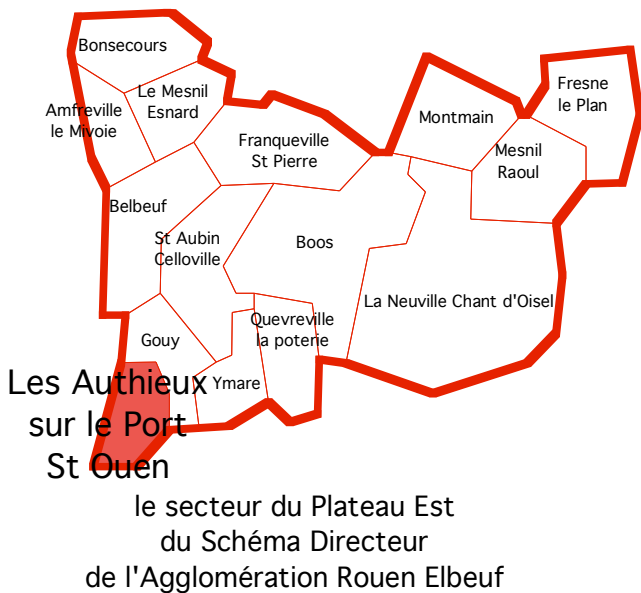 Bonsecours
Le Mesnil
Esnard
Amfreville
le Mivoie
Fresne
le Plan
Montmain
Franqueville
St Pierre
Mesnil
Raoul
Belbeuf
St Aubin
Celloville
Boos
La Neuville Chant d'Oisel
Quevreville
la poterie
Gouy
Ymare
Les Authieux
sur le Port
St Ouen
le secteur du Plateau Est
du Schéma Directeur
de l'Agglomération Rouen Elbeuf